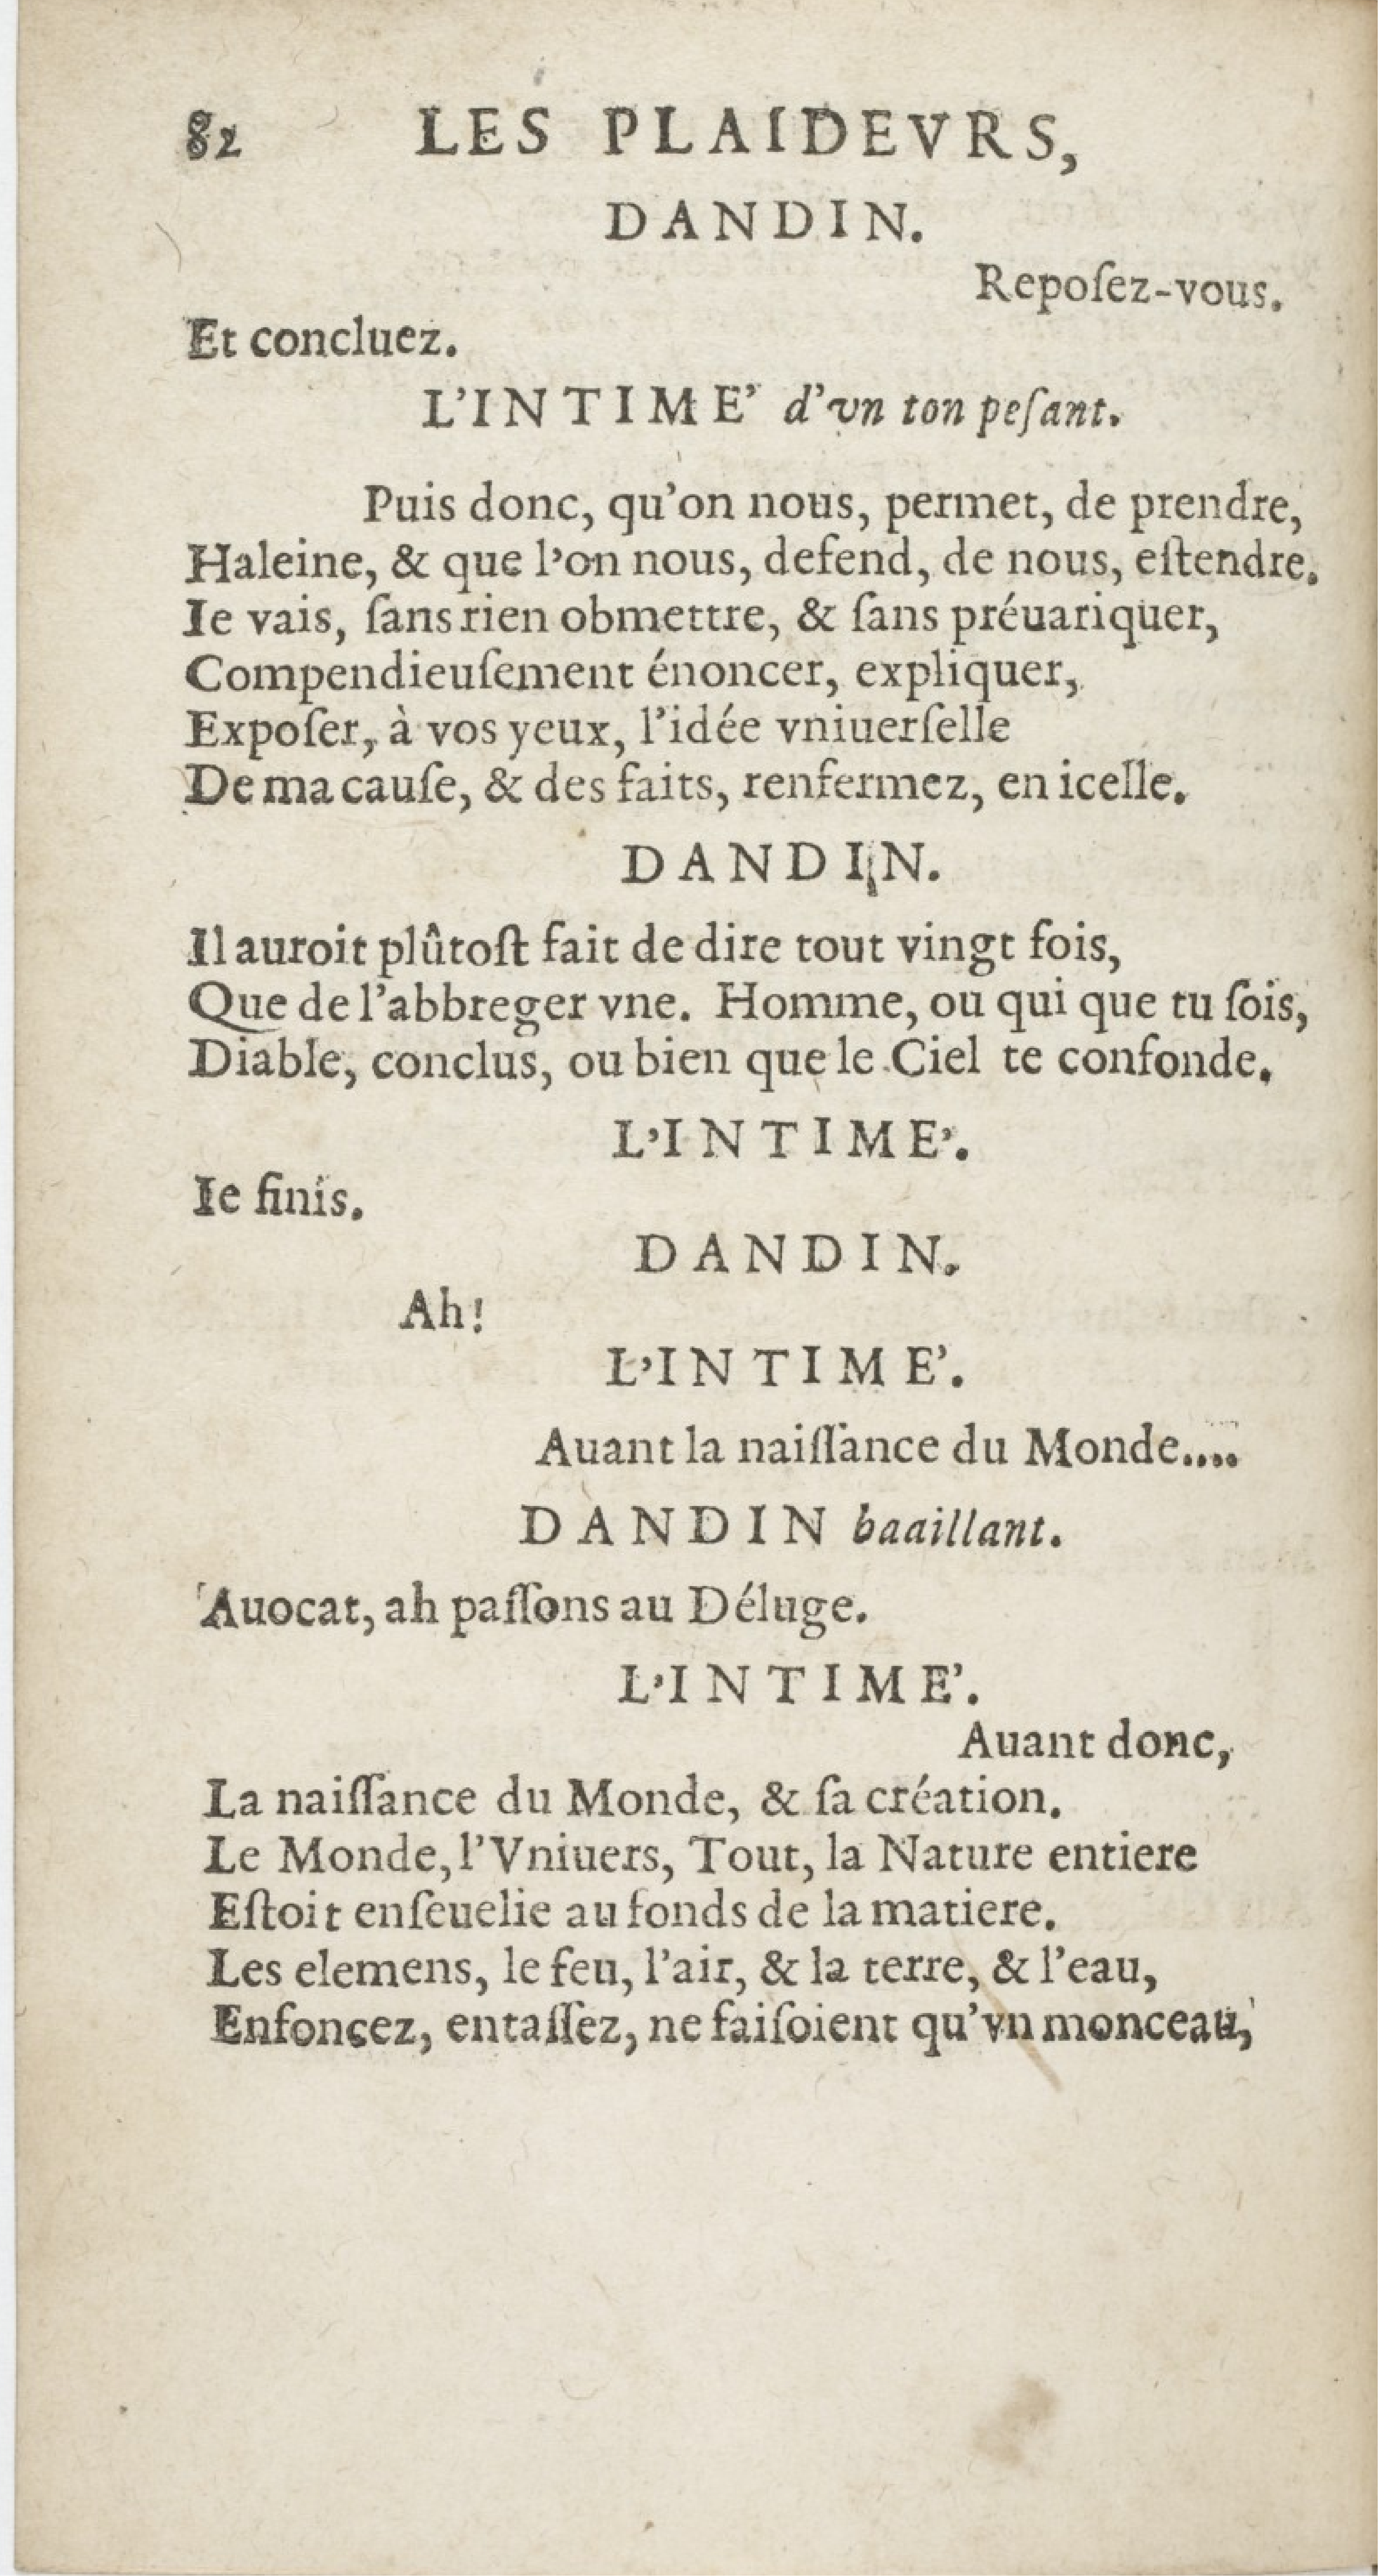 82 LES PLAIDEVRS,
DANDIN.
Repoſez-vous.
Et concluez.
L'INTIME' d'vn ton peſant.
Puis donc, qu'on nous, permet, de prendre,
Haleine, & que l'on nous, defend, de nous, eſtendre.
Ie vais, ſans rien obmettre, & ſans préuariquer,
Compendieuſement énoncer, expliquer,
Expoſer, à vos yeux, l'idée vniuerſelle
De ma cauſe, & des faits, renfermez, en icelle.
DANDIN.
Il auroit plûtoſt fait de dire tout vingt fois,
Que de l'abbreger vne. Homme, ou qui que tu ſois,
Diable, conclus, ou bien que le Ciel te confonde.
L'INTIME'.
Ie finis.
DANDIN.
Ah!
L'INTIME'.
Auant la naiſſance du Monde....
DANDIN baaillant.
Auocat, ah paſſons au Déluge.
L'INTIME'.
Auant donc,
La naiſſance du Monde, & ſa création.
Le Monde, l'Vniuers, Tout, la Nature entiere
Eſtoit enſeuelie au fonds de la matiere.
Les elemens, le feu, l'air, & la terre, & l'eau,
Enfoncez, entaſſez, ne faiſoient qu'vn monceau,